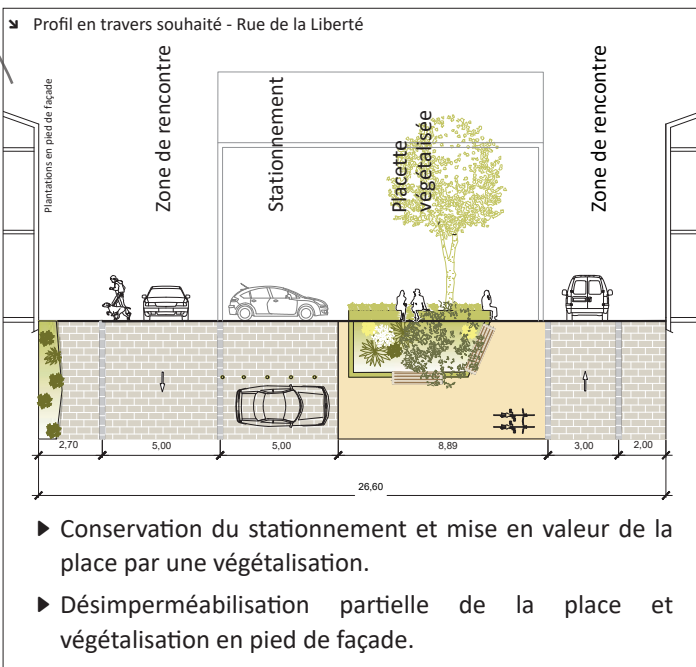 Profil en travers souhaité - Rue de la Liberté
Plantations en pied de façade
Zone de rencontre
Stationnement
Placette
végétalisée
Zone de rencontre
2,70
5,00
5,00
8,89
3,00
2,00
26,60
Conservation du stationnement et mise en valeur de la
place par une végétalisation.
Désimperméabilisation partielle de la place et
végétalisation en pied de façade.